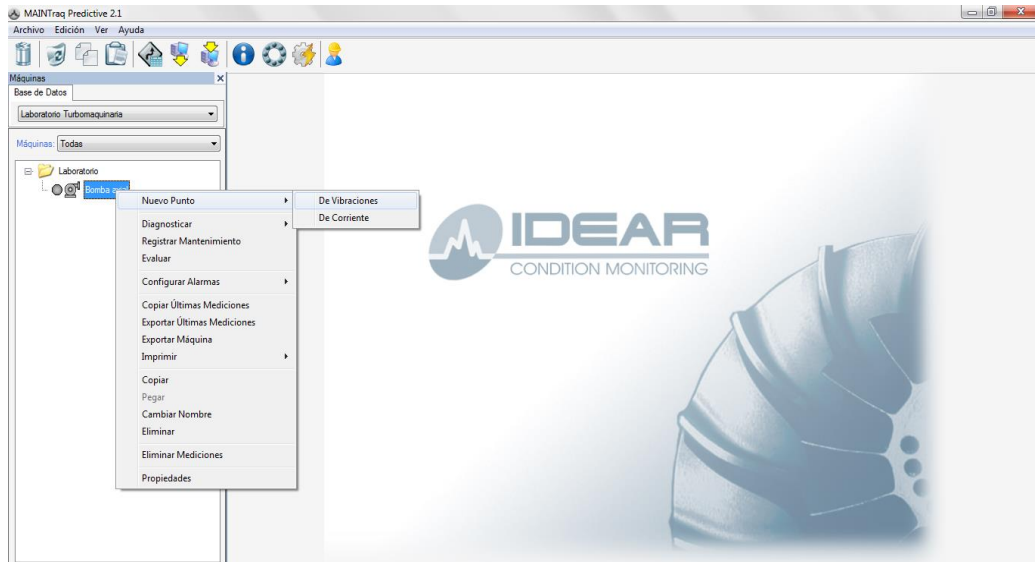 MAINTraq Predictive 2.1
Archivo Edición Ver Ayuda
Máquinas
Base de Datos
Laboratorio Turbomaquinaria
Máquinas: Todas
Laboratorio
Bomba
Nuevo Punto
De Vibraciones
De Corriente
Diagnosticar
Registrar Mantenimiento
Evaluar
Configurar Alarmas
Copiar Últimas Mediciones
Exportar Últimas Mediciones
Exportar Máquina
Imprimir
Copiar
Pegar
Cambiar Nombre
Eliminar
Eliminar Mediciones
Propiedades
IDEAR
CONDITION MONITORING